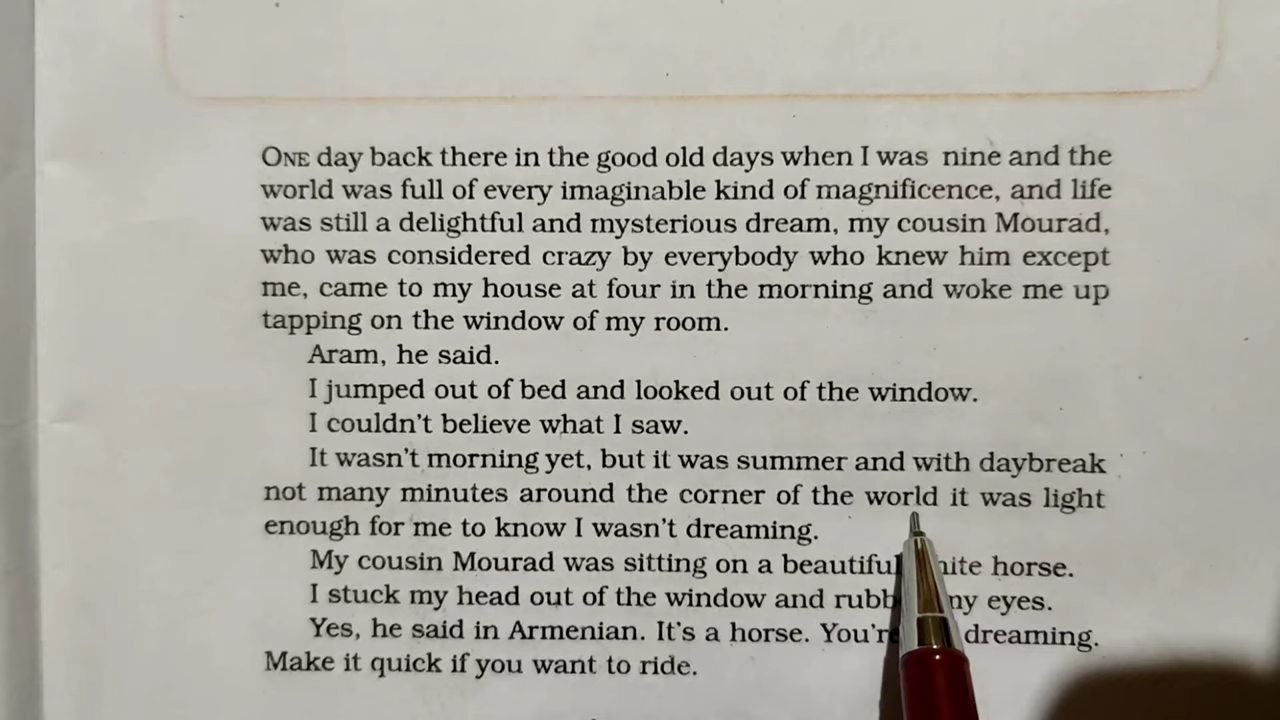 ONE day back there in the good old days when I was nine and the
world was full of every imaginable kind of magnificence, and life
was still a delightful and mysterious dream, my cousin Mourad,
who was considered crazy by everybody who knew him except
me, came to my house at four in the morning and woke me up
tapping on the window of my room.
Aram, he said.
I jumped out of bed and looked out of the window.
I couldn't believe what I saw.
It wasn't morning yet, but it was summer and with daybreak
not many minutes around the corner of the world it was light
enough for me to know I wasn't dreaming.
My cousin Mourad was sitting on a beautiful horse.
I stuck my head out of the window and my eyes.
Yes, he said in Armenian. It's a horse. You're dreaming.
Make it quick if you want to ride.